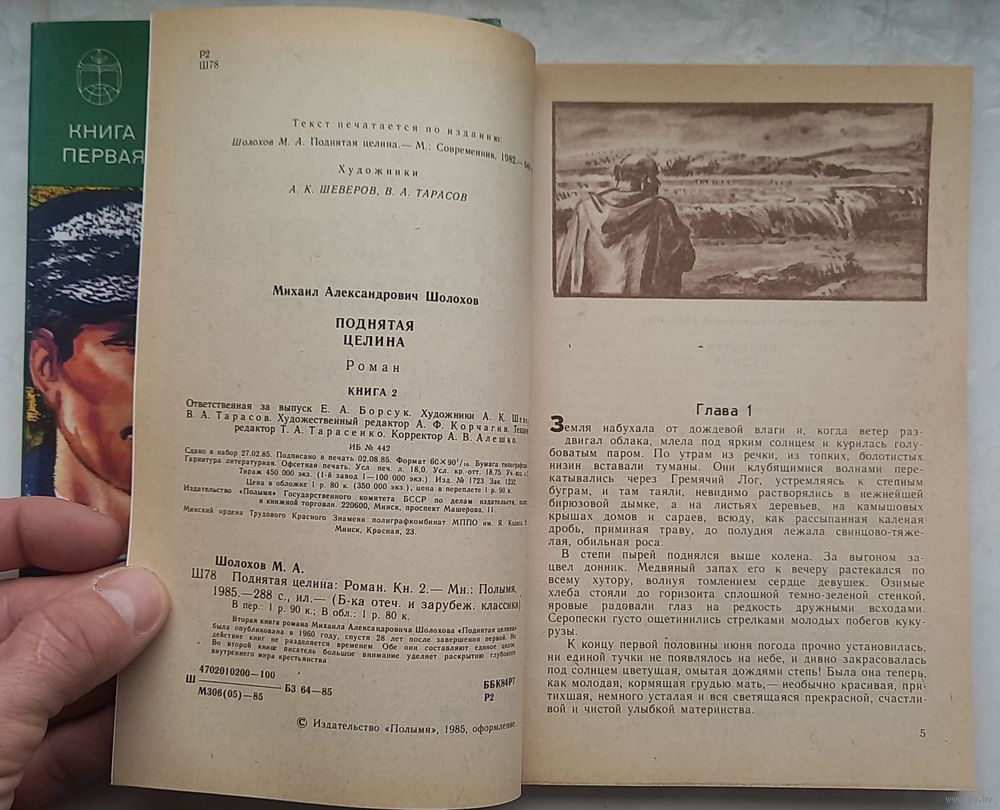 КНИГА
ПЕРВАЯ
Р2
Ш78
Текст печатается по изданию:
Шолохов М. А. Поднятая целина.— М.: Современник, 1982.—
Художники
А. К. ШЕВЕРОВ, В. А. ТАРАСОВ
Михаил Александрович Шолохов
ПОДНЯТАЯ
ЦЕЛИНА
Роман
КНИГА 2
Ответственная за выпуск Е. А. Борсук. Художники А. К.
В. А. Тарасов. Художественный редактор А. Ф. Корчагин.
редактор Т. А. Тарасенко. Корректор А. В. Алешко.
ИБ № 442
Сдано в набор 27.02.85. Подписано в печать 02.08.85. Формат 60×90 1/16. Бумага
Гарнитура литературная. Офсетная печать. Усл. печ. л. 18,0. Усл. кр.-отт. 18,75. Уч.-изд.
Тираж 450 000 экз. (1-й завод 1—100 000 экз.). Изд. № 1723. Зак. 1232.
Цена в обложке 1 р. 80 к. (350 000 экз.), цена в переплете 1 р. 90 к.
Издательство «Полымя» Государственного комитета БССР по делам издательств,
и книжной торговли. 220600, Минск, проспект Машерова, 11.
Минский ордена Трудового Красного Знамени полиграфкомбинат МППО им. Я. Коласа
Минск, Красная, 23.
Шолохов М. А.
Ш78 Поднятая целина: Роман. Кн. 2.— Мн.: Полымя,
1985.—288 с., ил.— (Б-ка отеч. и зарубеж. классики).
В пер.: 1 р. 90 к.; В обл.: 1 р. 80 к.
Вторая книга романа Михаила Александровича Шолохова «Поднятая целина»
была опубликована в 1960 году, спустя 28 лет после завершения первой. Но
действие книг не разделяется временем. Обе они составляют единое целое.
Во второй книге писатель большое внимание уделяет раскрытию глубокого
внутреннего мира крестьянства
4702010200—100
Ш
БЗ 64—85
М306(05)—85
ББК84Р7
Р2
© Издательство «Полымя», 1985, оформление.
Глава 1
Земля набухала от дождевой влаги и, когда ветер раз-
двигал облака, млела под ярким солнцем и курилась голу-
боватым паром. По утрам из речки, из топких, болотистых
низин вставали туманы. Они клубящимися волнами пере-
катывались через Гремячий Лог, устремляясь к степным
буграм, и там таяли, невидимо растворялись в нежнейшей
бирюзовой дымке, а на листьях деревьев, на камышовых
крышах домов и сараев, всюду, как рассыпанная каленая
дробь, приминая траву, до полудня лежала свинцово-тяже-
лая, обильная роса.
В степи пырей поднялся выше колена. За выгоном за-
цвел донник. Медвяный запах его к вечеру растекался по
всему хутору, волнуя томлением сердце девушек. Озимые
хлеба стояли до горизонта сплошной темно-зеленой стенкой,
яровые радовали глаз на редкость дружными всходами.
Серопески густо ощетинились стрелками молодых побегов куку-
рузы.
К концу первой половины июня погода прочно установилась,
ни единой тучки не появлялось на небе, и дивно закрасовалась
под солнцем цветущая, омытая дождями степь! Была она теперь,
как молодая, кормящая грудью мать,— необычно красивая, при-
тихшая, немного усталая и вся светящаяся прекрасной, счастли-
вой и чистой улыбкой материнства.
5
www.ay.by